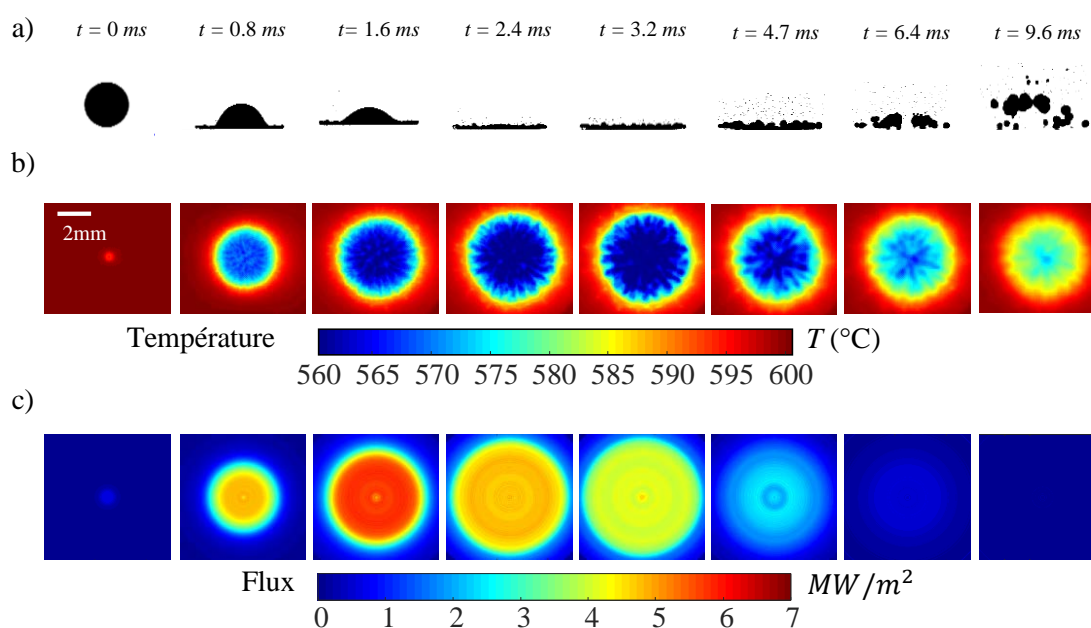 a)
t = 0 ms t = 0.8 ms t= 1.6 ms t = 2.4 ms t = 3.2 ms t = 4.7 ms t = 6.4 ms t = 9.6 ms
b)
2mm
Température T (°C)
560 565 570 575 580 585 590 595 600
c)
Flux MW/m²
0 1 2 3 4 5 6 7